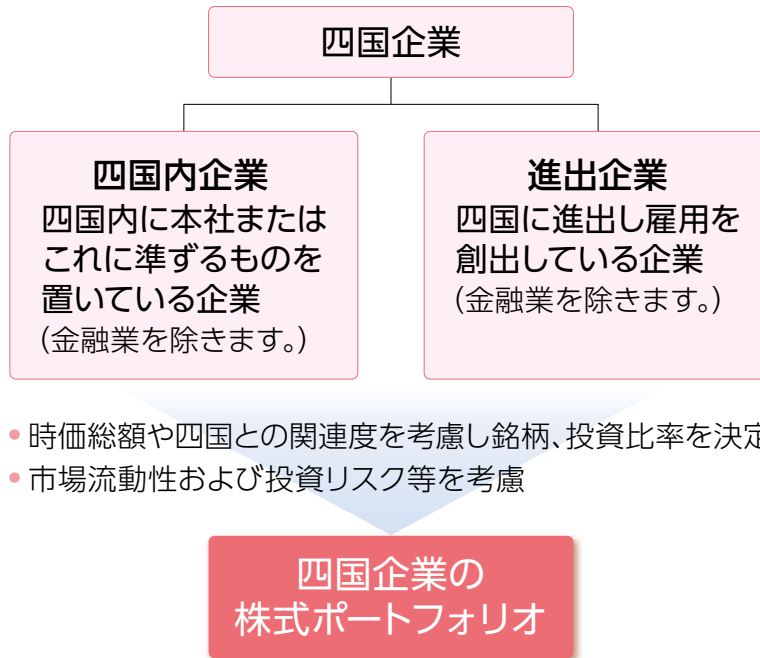 四国企業
四国内企業
四国内に本社または
これに準ずるものを
置いている企業
(金融業を除きます。)
進出企業
四国に進出し雇用を
創出している企業
(金融業を除きます。)
• 時価総額や四国との関連度を考慮し銘柄、投資比率を決定
• 市場流動性および投資リスク等を考慮
四国企業の
株式ポートフォリオ